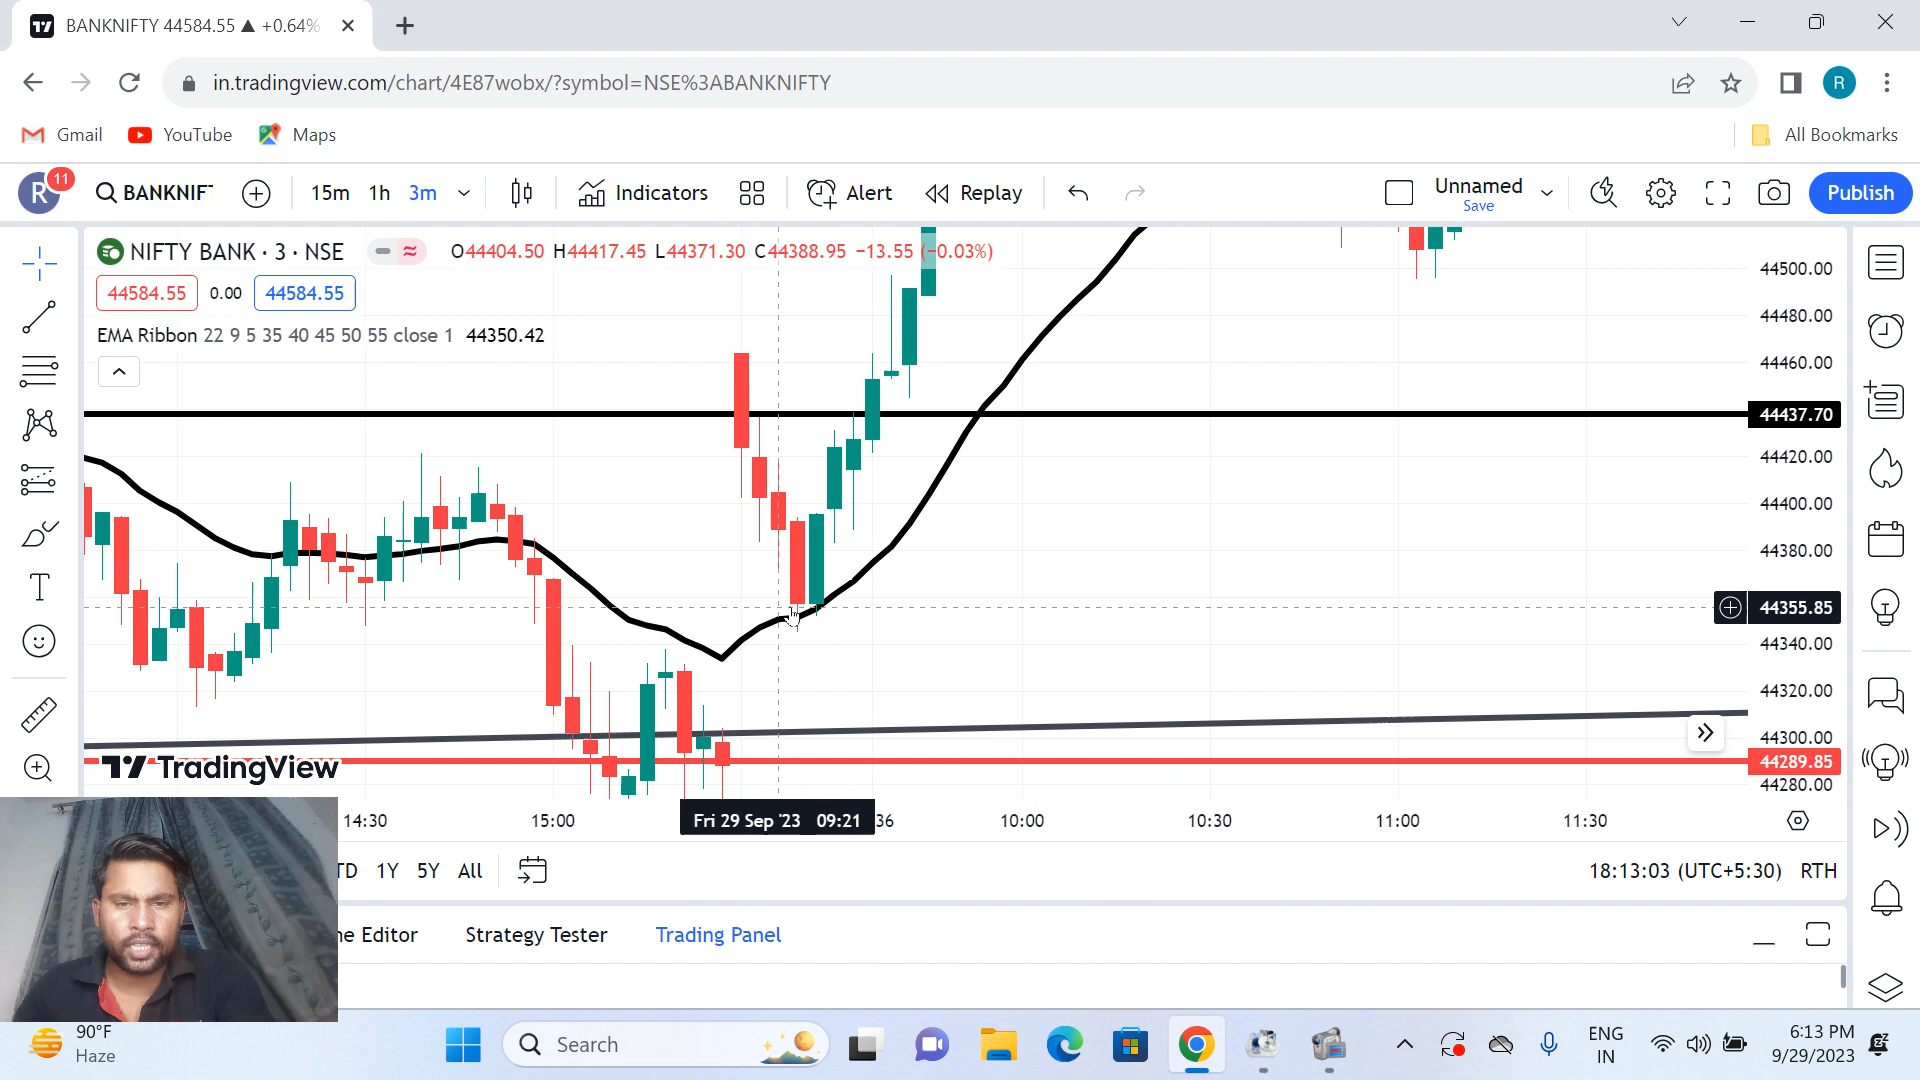 BANKNIFTY 44584.55 ▲ +0.64%
in.tradingview.com/chart/4E87wobx/?symbol=NSE%3ABANKNIFTY
R
Gmail YouTube Maps All Bookmarks
R 11 BANKNIF 15m 1h 3m Indicators Alert Replay Unnamed Save Publish
NIFTY BANK · 3 · NSE O44404.50 H44417.45 L44371.30 C44388.95 −13.55 (−0.03%)
44584.55 0.00 44584.55
EMA Ribbon 22 9 5 35 40 45 50 55 close 1 44350.42
44500.00
44480.00
44460.00
44437.70
44420.00
44400.00
44380.00
44355.85
44340.00
44320.00
44300.00
44289.85
44280.00
TradingView
14:30 15:00 Fri 29 Sep '23 09:21 36 10:00 10:30 11:00 11:30
TD 1Y 5Y All 18:13:03 (UTC+5:30) RTH
ne Editor Strategy Tester Trading Panel
90°F
Haze
Search
ENG
IN
6:13 PM
9/29/2023